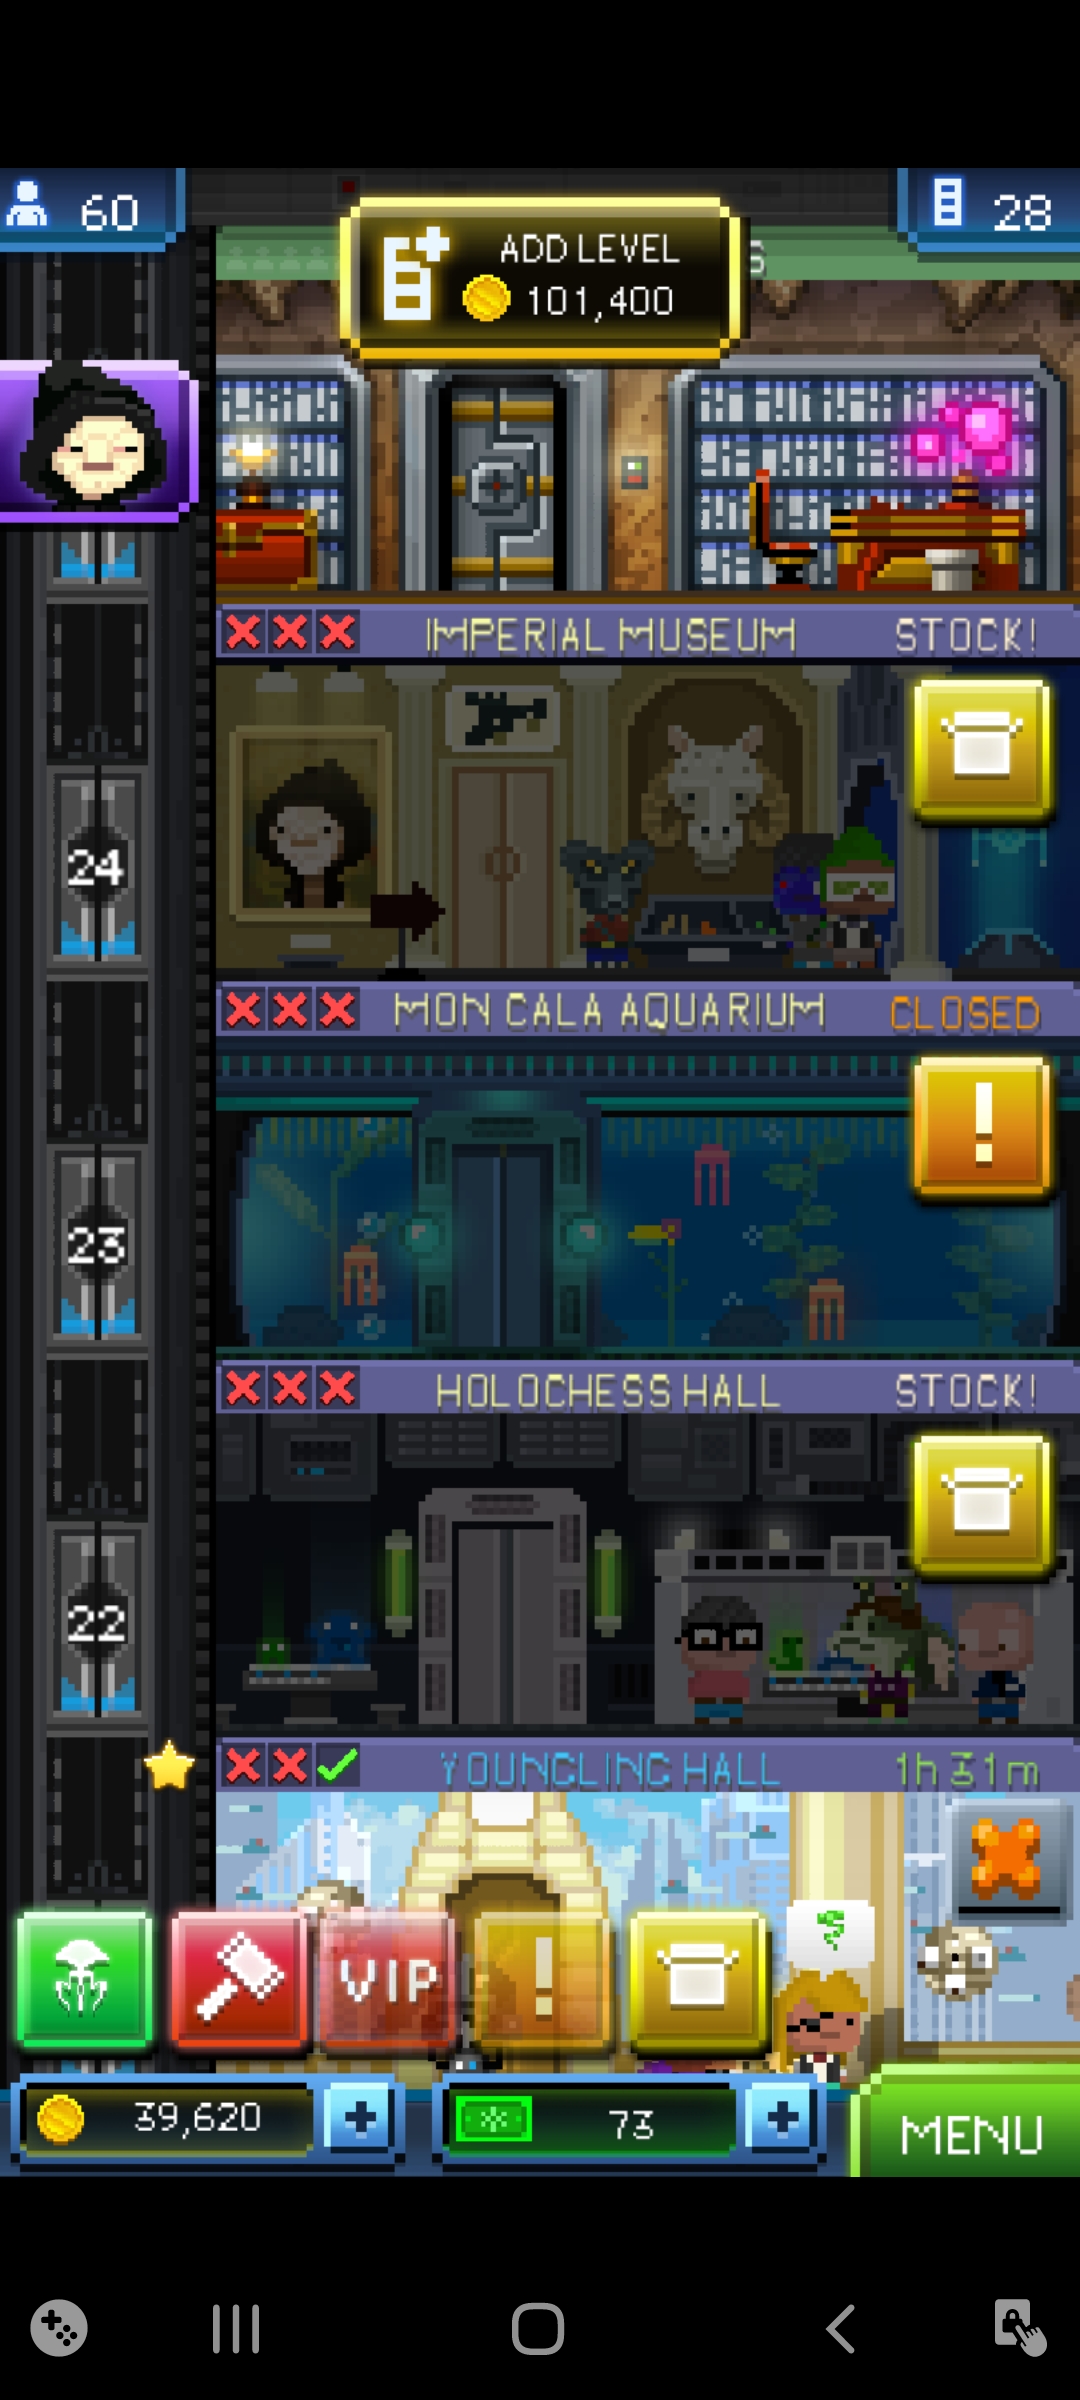 60
28
ADD LEVEL
101,400
S
IMPERIAL MUSEUM STOCK!
24
MON CALA AQUARIUM CLOSED
23
HOLOCHESS HALL STOCK!
22
YOUNGLING HALL 1h 31m
VIP
39,620
73
MENU